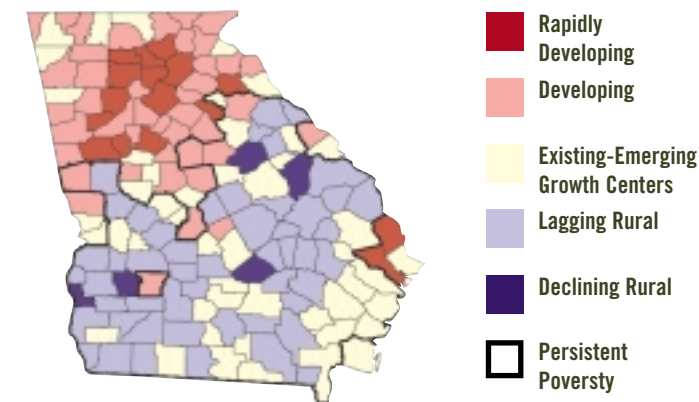 Rapidly
Developing
Developing
Existing-Emerging
Growth Centers
Lagging Rural
Declining Rural
Persistent
Poversty